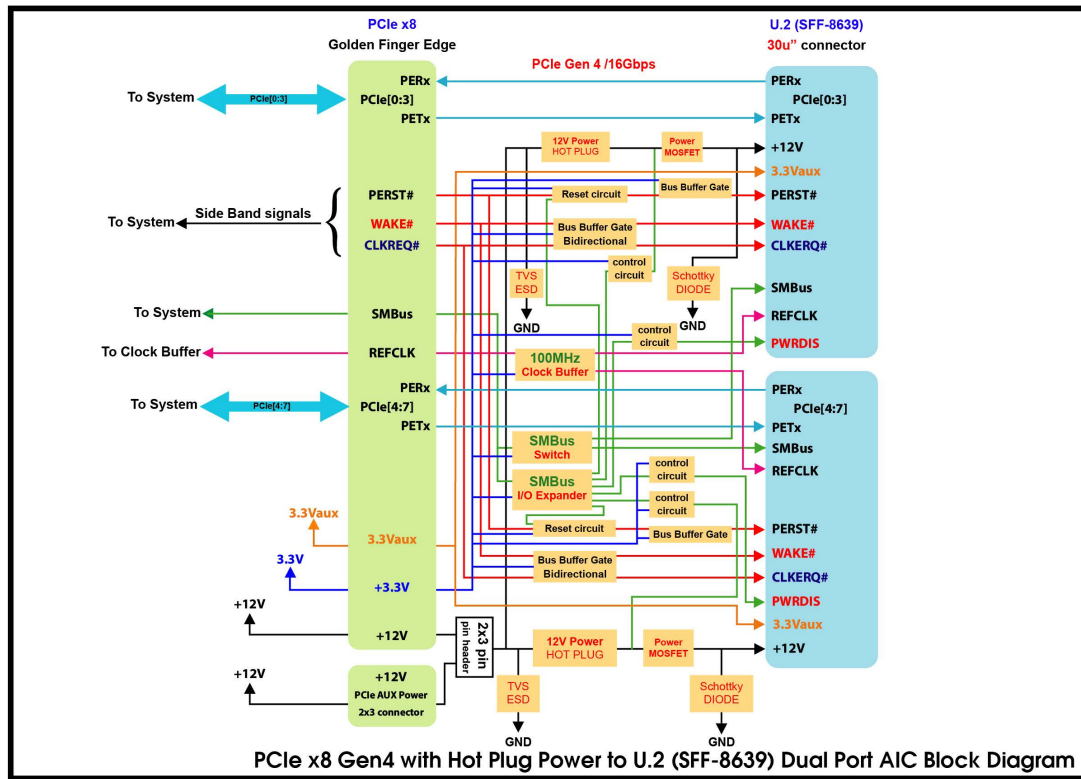 PCIe x8
Golden Finger Edge
U.2 (SFF-8639)
30u” connector
PCIe Gen 4 /16Gbps
To System
PCIe[0:3]
PERx
PCIe[0:3]
PETx
PERx
PCIe[0:3]
PETx
12V Power
HOT PLUG
Power
MOSFET
+12V
3.3Vaux
Bus Buffer Gate
Reset circuit
PERST#
PERST#
To System
Side Band signals
{
WAKE#
Bus Buffer Gate
Bidirectional
WAKE#
CLKREQ#
CLKERQ#
control
circuit
TVS
ESD
GND
Schottky
DIODE
GND
SMBus
To System
SMBus
REFCLK
control
circuit
PWRDIS
To Clock Buffer
REFCLK
100MHz
Clock Buffer
To System
PCIe[4:7]
PERx
PCIe[4:7]
PETx
PERx
PCIe[4:7]
PETx
SMBus
Switch
SMBus
REFCLK
SMBus
I/O Expander
control
circuit
control
circuit
Reset circuit
Bus Buffer Gate
PERST#
3.3Vaux
3.3Vaux
WAKE#
Bus Buffer Gate
Bidirectional
CLKERQ#
3.3V
+3.3V
PWRDIS
3.3Vaux
+12V
+12V
2x3 pin
pin header
12V Power
HOT PLUG
Power
MOSFET
+12V
+12V
+12V
PCIe AUX Power
2x3 connector
TVS
ESD
GND
Schottky
DIODE
GND
PCIe x8 Gen4 with Hot Plug Power to U.2 (SFF-8639) Dual Port AIC Block Diagram